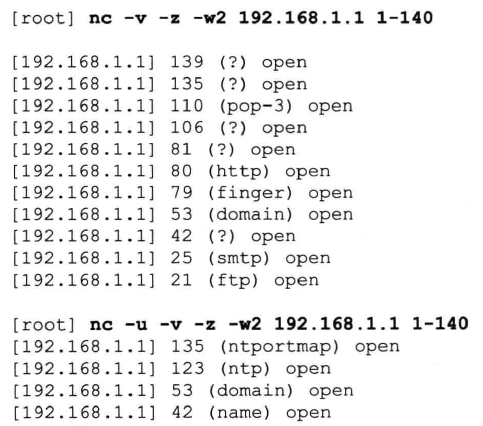 [root] nc -v -z -w2 192.168.1.1 1-140
[192.168.1.1] 139 (?) open
[192.168.1.1] 135 (?) open
[192.168.1.1] 110 (pop-3) open
[192.168.1.1] 106 (?) open
[192.168.1.1] 81 (?) open
[192.168.1.1] 80 (http) open
[192.168.1.1] 79 (finger) open
[192.168.1.1] 53 (domain) open
[192.168.1.1] 42 (?) open
[192.168.1.1] 25 (smtp) open
[192.168.1.1] 21 (ftp) open
[root] nc -u -v -z -w2 192.168.1.1 1-140
[192.168.1.1] 135 (ntportmap) open
[192.168.1.1] 123 (ntp) open
[192.168.1.1] 53 (domain) open
[192.168.1.1] 42 (name) open